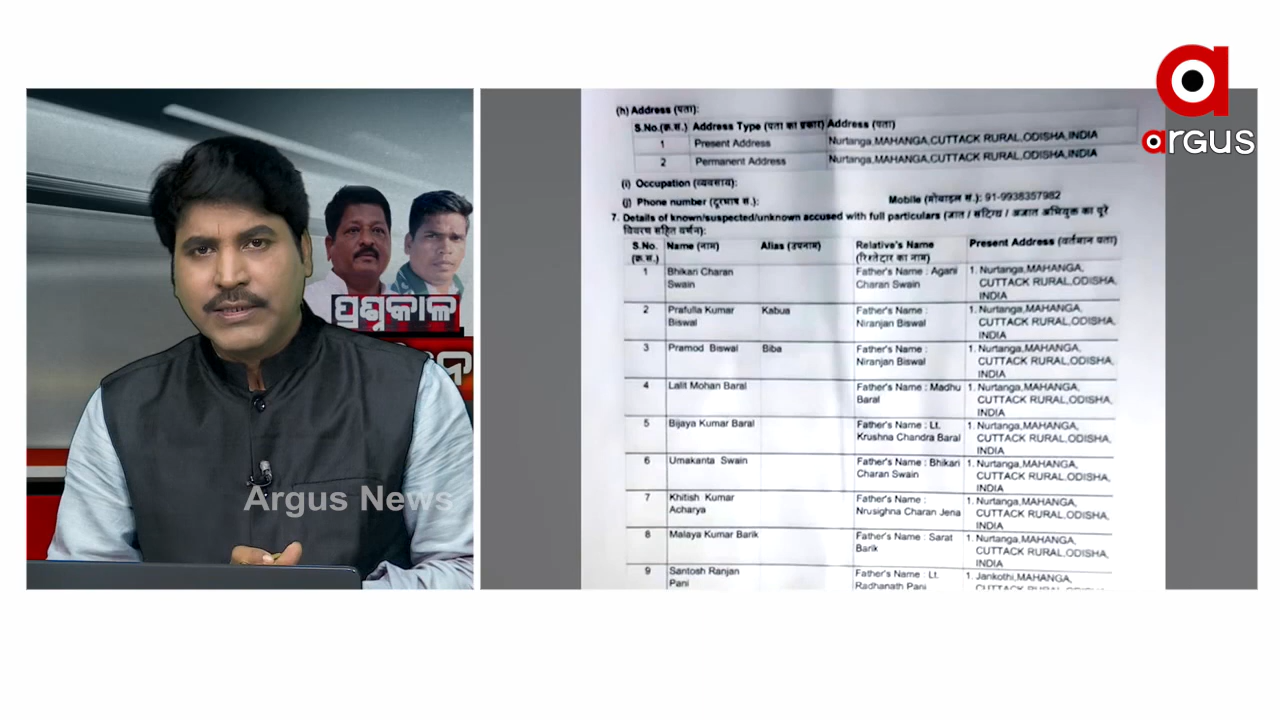 argus
ପ୍ରଶ୍ନକାଳ
Argus News
(h) Address (पता):
S.No.(क्र.सं.) Address Type (पता का प्रकार) Address (पता)
1 Present Address Nurtanga,MAHANGA,CUTTACK RURAL,ODISHA,INDIA
2 Permanent Address Nurtanga,MAHANGA,CUTTACK RURAL,ODISHA,INDIA
(i) Occupation (व्यवसाय):
(j) Phone number (दूरभाष सं.): Mobile (मोबाइल सं.): 91-9938357982
7. Details of known/suspected/unknown accused with full particulars (ज्ञात / संदिग्ध / अज्ञात अभियुक्त का पूरे
विवरण सहित वर्णन):
S.No. Name (नाम) Alias (उपनाम) Relative's Name Present Address (वर्तमान पता)
(क्र.सं.) (रिश्तेदार का नाम)
1 Bhikari Charan Father's Name : Agani 1. Nurtanga,MAHANGA,
Swain Charan Swain CUTTACK RURAL,ODISHA,
INDIA
2 Prafulla Kumar Kabua Father's Name : 1. Nurtanga,MAHANGA,
Biswal Niranjan Biswal CUTTACK RURAL,ODISHA,
INDIA
3 Pramod Biswal Biba Father's Name : 1. Nurtanga,MAHANGA,
Niranjan Biswal CUTTACK RURAL,ODISHA,
INDIA
4 Lalit Mohan Baral Father's Name : Madhu 1. Nurtanga,MAHANGA,
Baral CUTTACK RURAL,ODISHA,
INDIA
5 Bijaya Kumar Baral Father's Name : Lt. 1. Nurtanga,MAHANGA,
Krushna Chandra Baral CUTTACK RURAL,ODISHA,
INDIA
6 Umakanta Swain Father's Name : Bhikari 1. Nurtanga,MAHANGA,
Charan Swain CUTTACK RURAL,ODISHA,
INDIA
7 Khitish Kumar Father's Name : 1. Nurtanga,MAHANGA,
Acharya Nrusighna Charan Jena CUTTACK RURAL,ODISHA,
INDIA
8 Malaya Kumar Barik Father's Name : Sarat 1. Nurtanga,MAHANGA,
Barik CUTTACK RURAL,ODISHA,
INDIA
9 Santosh Ranjan Father's Name : Lt. 1. Jankothi,MAHANGA,
Pani Radhanath Pani CUTTACK RURAL,ODISHA,